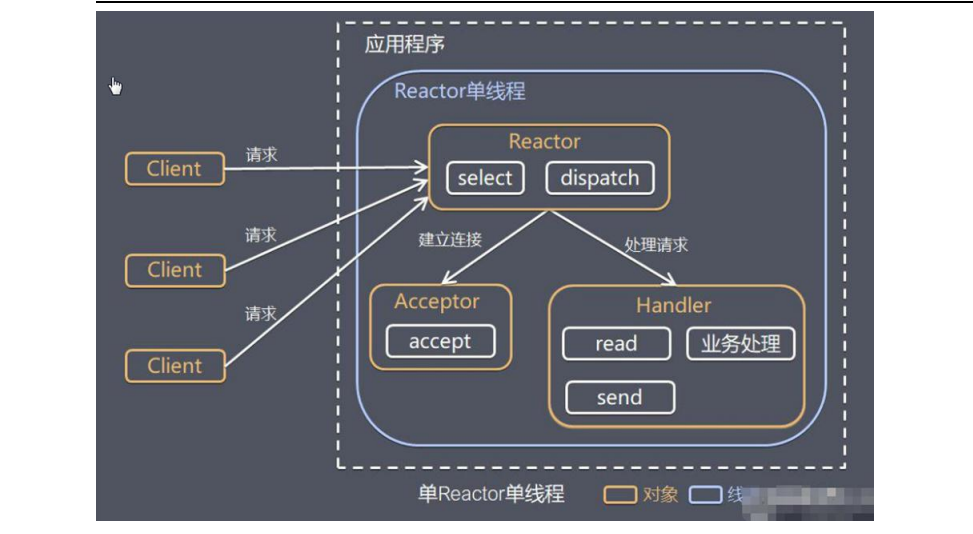 应用程序
Reactor单线程
Reactor
select
dispatch
Client
请求
Client
请求
Client
请求
建立连接
处理请求
Acceptor
accept
Handler
read
业务处理
send
单Reactor单线程
对象
线